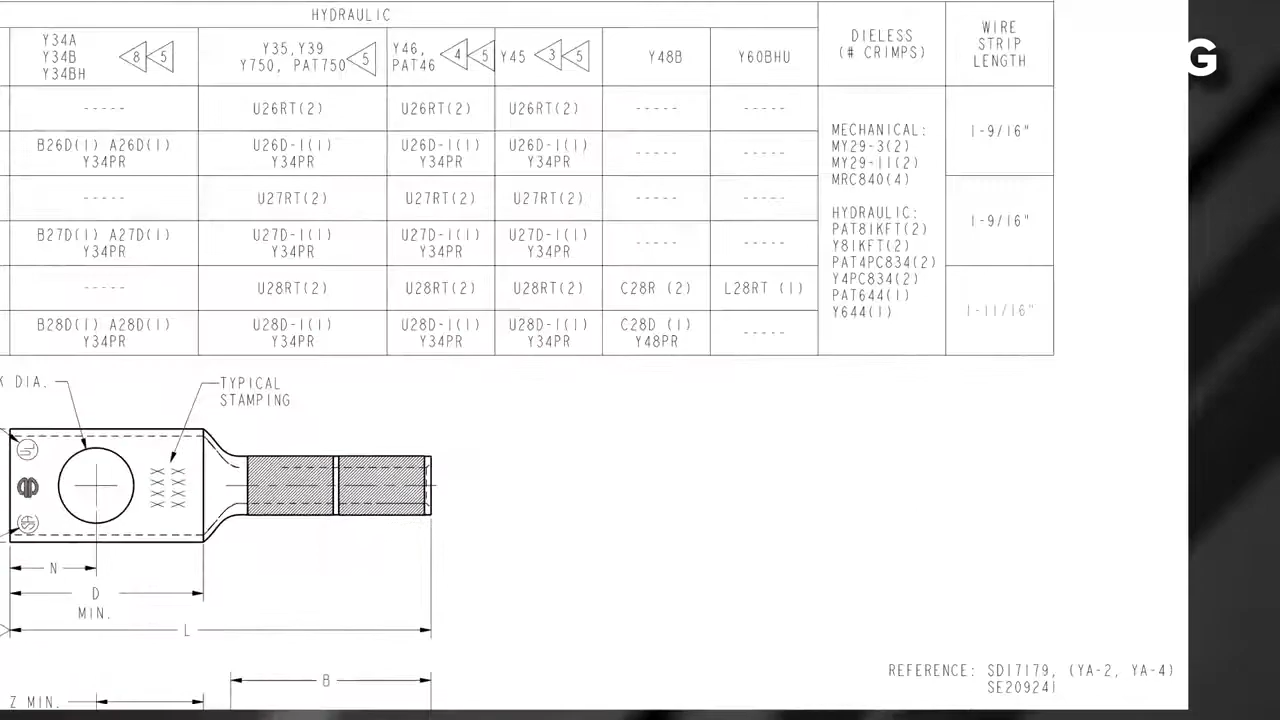 HYDRAULIC
Y34A
Y34B
Y34BH
8 5
Y35,Y39
Y750, PAT750
5
Y46,
PAT46
4 5
Y45
3 5
Y48B
Y60BHU
DIELESS
(# CRIMPS)
WIRE
STRIP
LENGTH
G
----- U26RT(2) U26RT(2) U26RT(2) ----- -----
B26D(1) A26D(1) U26D-1(1) U26D-1(1) U26D-1(1) ----- -----
Y34PR Y34PR Y34PR Y34PR
----- U27RT(2) U27RT(2) U27RT(2) ----- -----
B27D(1) A27D(1) U27D-1(1) U27D-1(1) U27D-1(1) ----- -----
Y34PR Y34PR Y34PR Y34PR
----- U28RT(2) U28RT(2) U28RT(2) C28R (2) L28RT (1)
B28D(1) A28D(1) U28D-1(1) U28D-1(1) U28D-1(1) C28D (1) -----
Y34PR Y34PR Y34PR Y34PR Y48PR
MECHANICAL:
MY29-3(2)
MY29-11(2)
MRC840(4)
HYDRAULIC:
PAT81KFT(2)
Y81KFT(2)
PAT4PC834(2)
Y4PC834(2)
PAT644(1)
Y644(1)
1-9/16"
1-9/16"
1-11/16"
K DIA.
TYPICAL
STAMPING
UL
XXXX
XXXX
N
D
MIN.
L
B
Z MIN.
REFERENCE: SD17179, (YA-2, YA-4)
SE209241